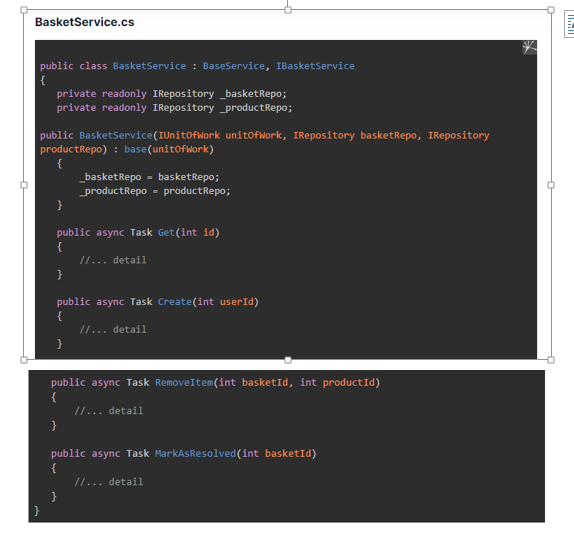 BasketService.cs
public class BasketService : BaseService, IBasketService
{
private readonly IRepository _basketRepo;
private readonly IRepository _productRepo;
public BasketService(IUnitOfWork unitOfWork, IRepository basketRepo, IRepository
productRepo) : base(unitOfWork)
{
_basketRepo = basketRepo;
_productRepo = productRepo;
}
public async Task Get(int id)
{
//... detail
}
public async Task Create(int userId)
{
//... detail
}
public async Task RemoveItem(int basketId, int productId)
{
//... detail
}
public async Task MarkAsResolved(int basketId)
{
//... detail
}
}